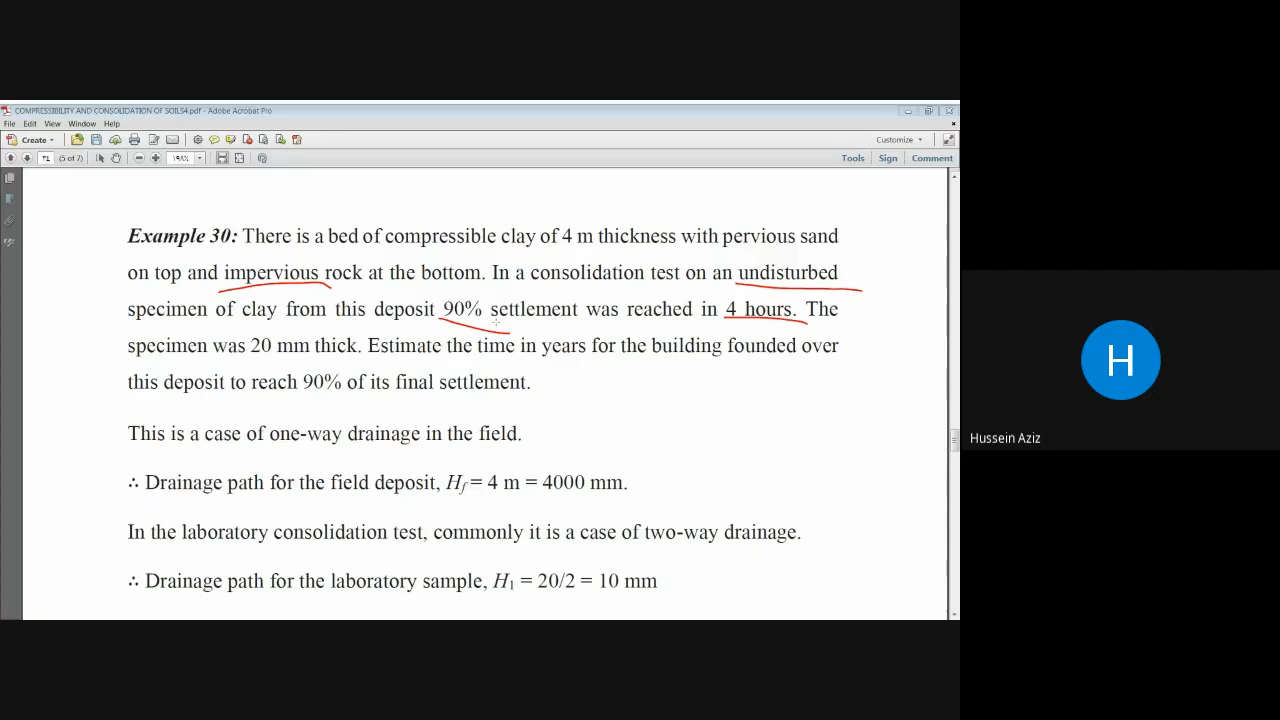 COMPRESSIBILITY AND CONSOLIDATION OF SOILS4.pdf - Adobe Acrobat Pro
File Edit View Window Help
Create Customize
(5 of 7) Tools Sign Comment
Example 30: There is a bed of compressible clay of 4 m thickness with pervious sand
on top and impervious rock at the bottom. In a consolidation test on an undisturbed
specimen of clay from this deposit 90% settlement was reached in 4 hours. The
specimen was 20 mm thick. Estimate the time in years for the building founded over
this deposit to reach 90% of its final settlement.
This is a case of one-way drainage in the field.
∴ Drainage path for the field deposit, Hf = 4 m = 4000 mm.
In the laboratory consolidation test, commonly it is a case of two-way drainage.
∴ Drainage path for the laboratory sample, H1 = 20/2 = 10 mm
H
Hussein Aziz